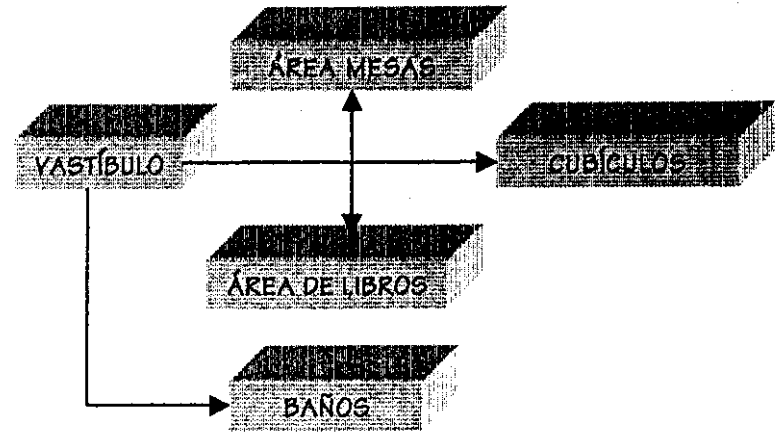 ÁREA MESAS
VASTÍBULO
CUBÍCULOS
ÁREA DE LIBROS
BAÑOS